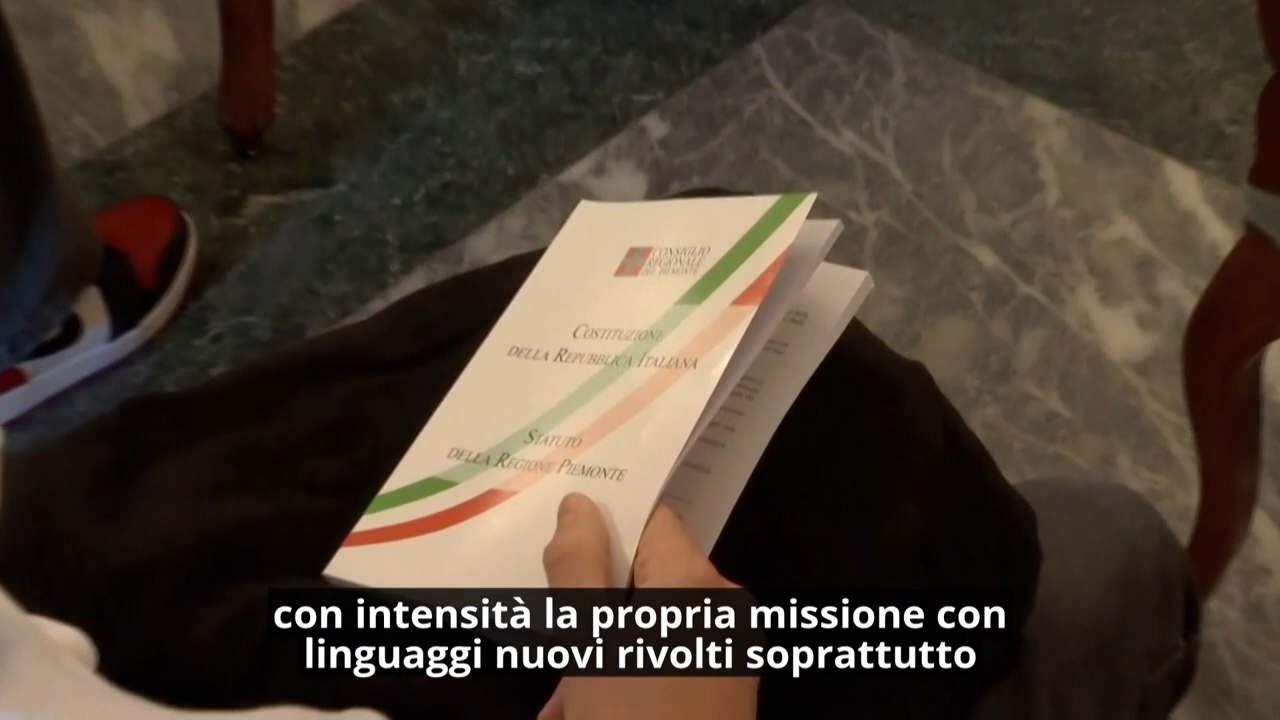 CONSIGLIO
REGIONALE
DEL PIEMONTE
COSTITUZIONE
DELLA REPUBBLICA ITALIANA
STATUTO
DELLA REGIONE PIEMONTE
con intensità la propria missione con
linguaggi nuovi rivolti soprattutto